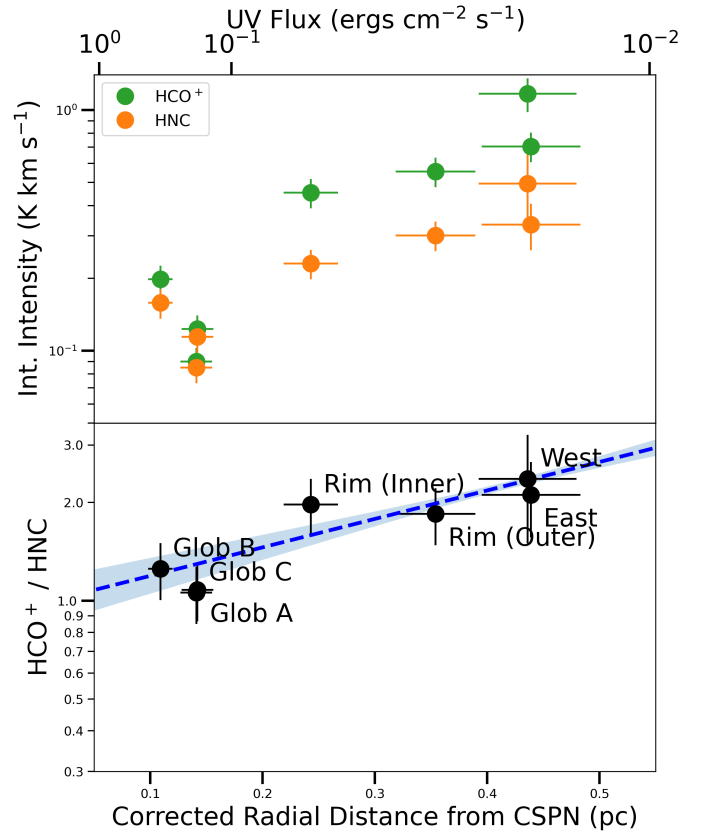 UV Flux (ergs cm⁻² s⁻¹)
10⁰ 10⁻¹ 10⁻²
HCO⁺
HNC
Int. Intensity (K km s⁻¹)
10⁰
10⁻¹
HCO⁺ / HNC
3.0
2.0
1.0
0.9
0.8
0.7
0.6
0.5
0.4
0.3
West
Rim (Inner)
East
Rim (Outer)
Glob B
Glob C
Glob A
0.1 0.2 0.3 0.4 0.5
Corrected Radial Distance from CSPN (pc)